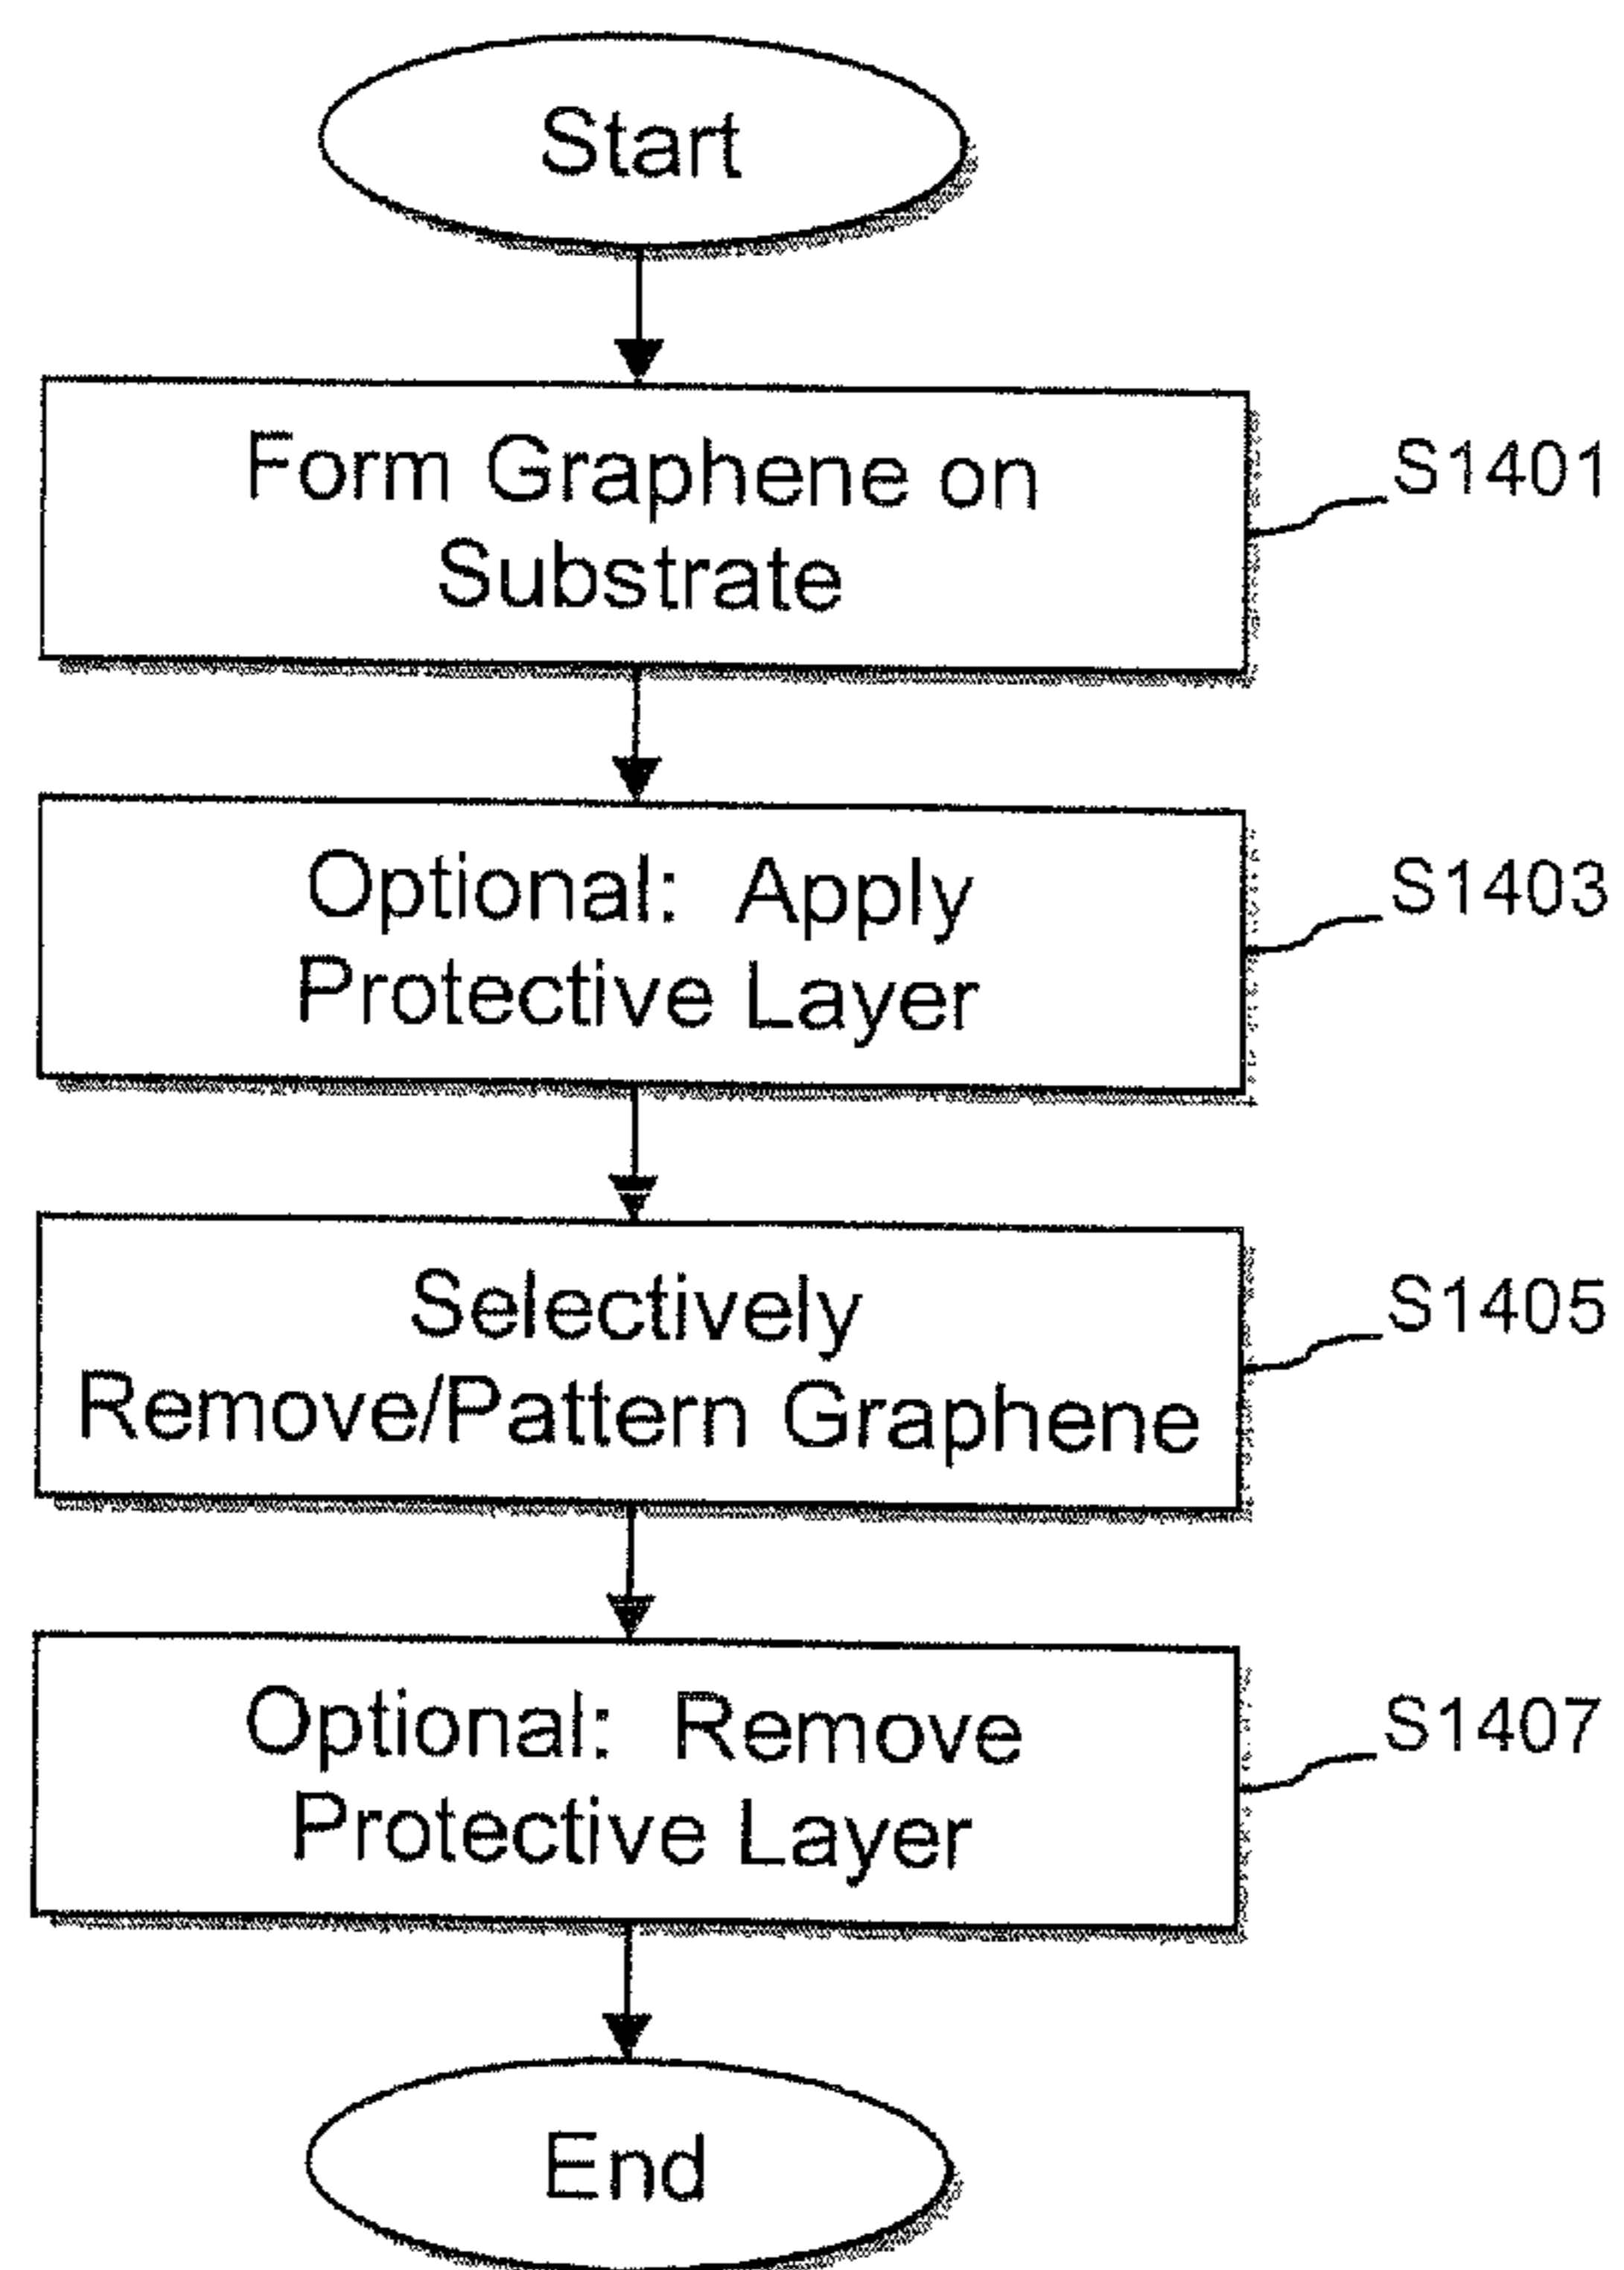 Start
Form Graphene on
Substrate
S1401
Optional: Apply
Protective Layer
S1403
Selectively
Remove/Pattern Graphene
S1405
Optional: Remove
Protective Layer
S1407
End